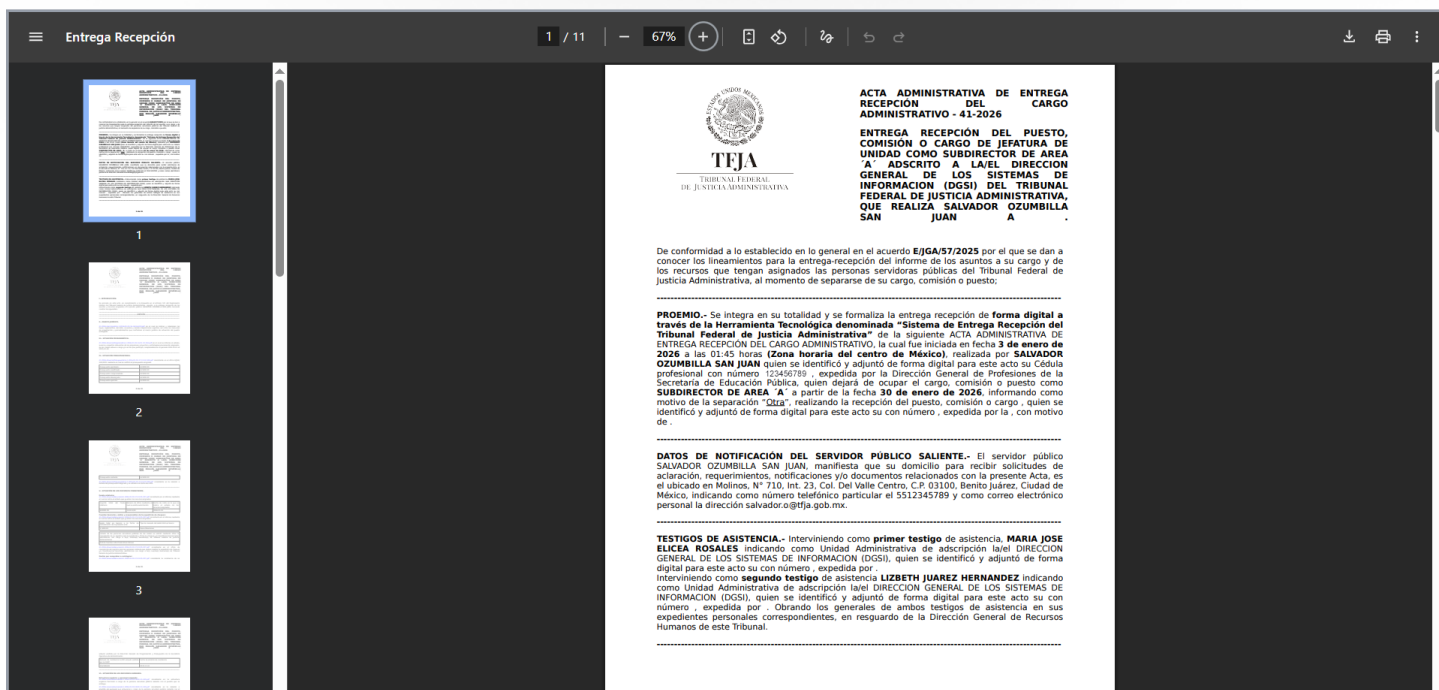 Entrega Recepción
1 / 11
67%
1
2
3
ESTADOS UNIDOS MEXICANOS
TFJA
TRIBUNAL FEDERAL
DE JUSTICIA ADMINISTRATIVA
ACTA ADMINISTRATIVA DE ENTREGA
RECEPCIÓN DEL CARGO
ADMINISTRATIVO - 41-2026
ENTREGA RECEPCIÓN DEL PUESTO,
COMISIÓN O CARGO DE JEFATURA DE
UNIDAD COMO SUBDIRECTOR DE AREA
´A´ ADSCRITO A LA/EL DIRECCION
GENERAL DE LOS SISTEMAS DE
INFORMACION (DGSI) DEL TRIBUNAL
FEDERAL DE JUSTICIA ADMINISTRATIVA,
QUE REALIZA SALVADOR OZUMBILLA
SAN JUAN A .
De conformidad a lo establecido en lo general en el acuerdo E/JGA/57/2025 por el que se dan a
conocer los lineamientos para la entrega-recepción del informe de los asuntos a su cargo y de
los recursos que tengan asignados las personas servidoras públicas del Tribunal Federal de
Justicia Administrativa, al momento de separarse de su cargo, comisión o puesto;
PROEMIO.- Se integra en su totalidad y se formaliza la entrega recepción de forma digital a
través de la Herramienta Tecnológica denominada “Sistema de Entrega Recepción del
Tribunal Federal de Justicia Administrativa” de la siguiente ACTA ADMINISTRATIVA DE
ENTREGA RECEPCIÓN DEL CARGO ADMINISTRATIVO, la cual fue iniciada en fecha 3 de enero de
2026 a las 01:45 horas (Zona horaria del centro de México), realizada por SALVADOR
OZUMBILLA SAN JUAN quien se identificó y adjuntó de forma digital para este acto su Cédula
profesional con número 123456789 , expedida por la Dirección General de Profesiones de la
Secretaría de Educación Pública, quien dejará de ocupar el cargo, comisión o puesto como
SUBDIRECTOR DE AREA ´A´ a partir de la fecha 30 de enero de 2026, informando como
motivo de la separación “Otra”, realizando la recepción del puesto, comisión o cargo , quien se
identificó y adjuntó de forma digital para este acto su con número , expedida por la , con motivo
de .
DATOS DE NOTIFICACIÓN DEL SERVIDOR PÚBLICO SALIENTE.- El servidor público
SALVADOR OZUMBILLA SAN JUAN, manifiesta que su domicilio para recibir solicitudes de
aclaración, requerimientos, notificaciones y/o documentos relacionados con la presente Acta, es
el ubicado en Molinos, N° 710, Int. 23, Col. Del Valle Centro, C.P. 03100, Benito Juárez, Ciudad de
México, indicando como número telefónico particular el 5512345789 y como correo electrónico
personal la dirección salvador.o@tfja.gob.mx.
TESTIGOS DE ASISTENCIA.- Interviniendo como primer testigo de asistencia, MARIA JOSE
ELICEA ROSALES indicando como Unidad Administrativa de adscripción la/el DIRECCION
GENERAL DE LOS SISTEMAS DE INFORMACION (DGSI), quien se identificó y adjuntó de forma
digital para este acto su con número , expedida por .
Interviniendo como segundo testigo de asistencia LIZBETH JUAREZ HERNANDEZ indicando
como Unidad Administrativa de adscripción la/el DIRECCION GENERAL DE LOS SISTEMAS DE
INFORMACION (DGSI), quien se identificó y adjuntó de forma digital para este acto su con
número , expedida por . Obrando los generales de ambos testigos de asistencia en sus
expedientes personales correspondientes, en resguardo de la Dirección General de Recursos
Humanos de este Tribunal.